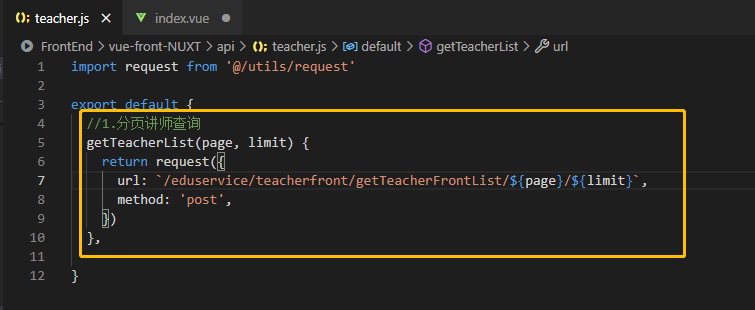 teacher.js × index.vue
FrontEnd > vue-front-NUXT > api > teacher.js > default > getTeacherList > url
1 import request from '@/utils/request'
2
3 export default {
4 //1.分页讲师查询
5 getTeacherList(page, limit) {
6 return request({
7 url: `/eduservice/teacherfront/getTeacherFrontList/${page}/${limit}`,
8 method: 'post',
9 })
10 },
11
12 }